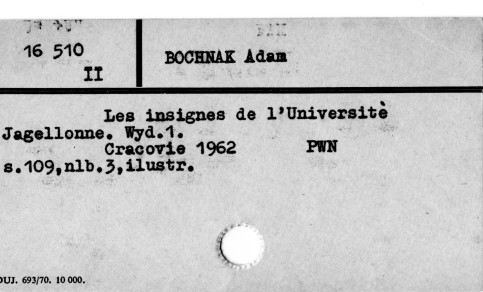 16 510
II
BOCHNAK Adam
Les insignes de l'Universitè
Jagellonne. Wyd.1.
Cracovie 1962 PWN
s.109,nlb.3,ilustr.
DUJ. 693/70. 10 000.